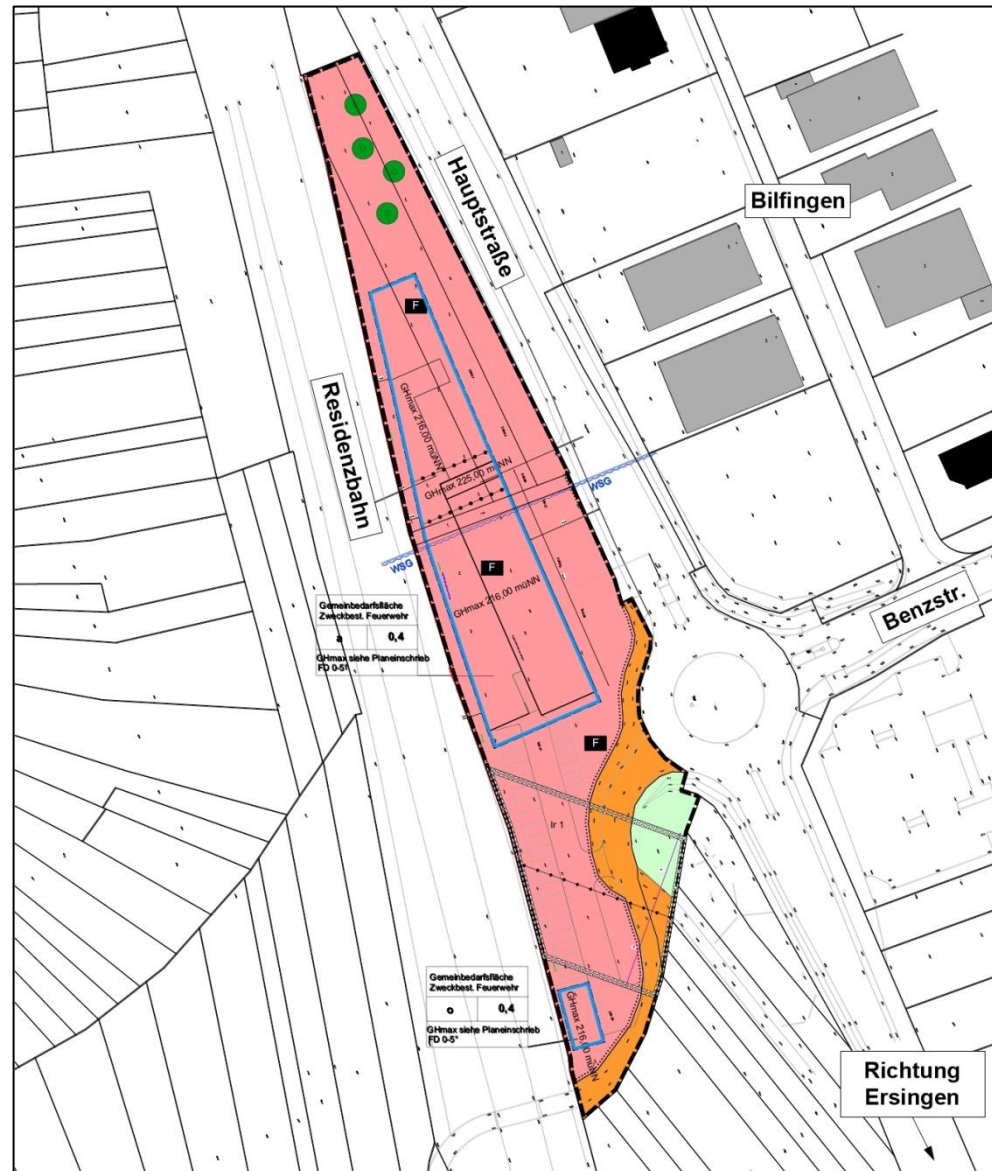 Hauptstraße
Bilfingen
F
GHmax 216,00 müNN
Residenzbahn
GHmax 225,00 müNN
WSG
WSG
F
GHmax 216,00 müNN
Benzstr.
Gemeinbedarfsfläche
Zweckbest. Feuerwehr
a 0,4
GHmax siehe Planeinschrieb
FD 0-5°
F
lr 1
Gemeinbedarfsfläche
Zweckbest. Feuerwehr
o 0,4
GHmax siehe Planeinschrieb
FD 0-5°
GHmax 216,00 müNN
Richtung
Ersingen